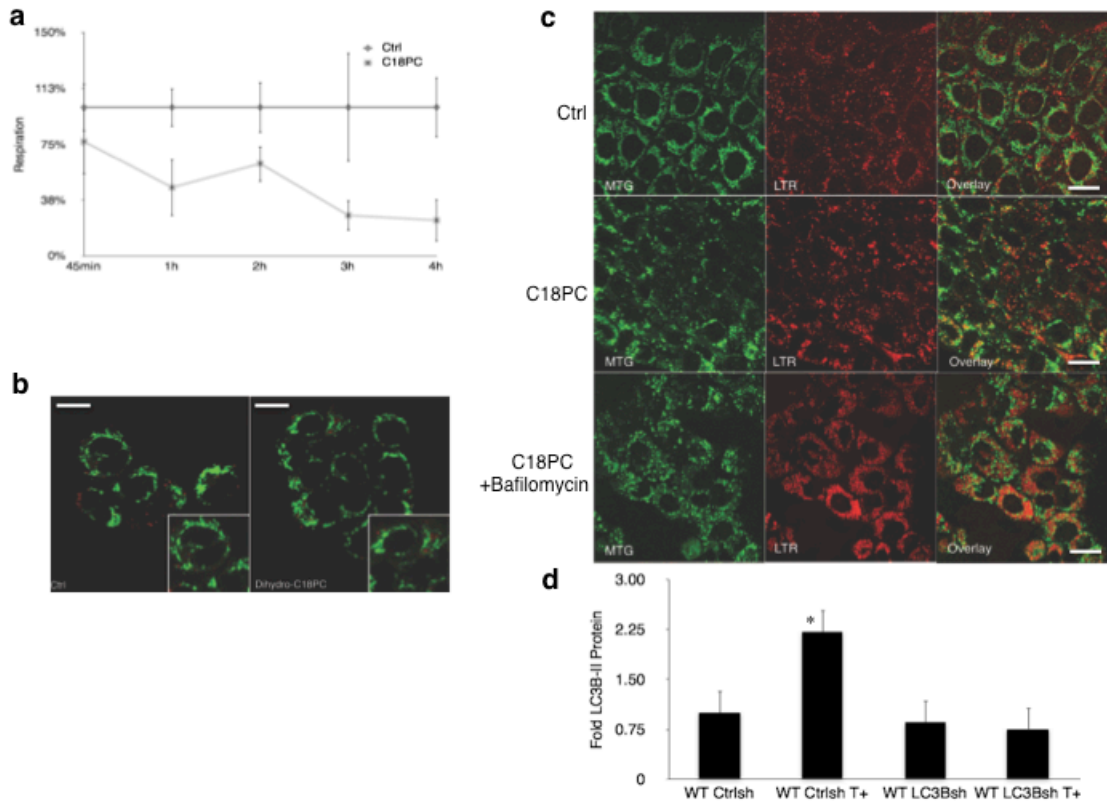 a
150%
113%
75%
38%
0%
Respiration
Ctrl
C18PC
45min 1h 2h 3h 4h
b
Ctrl
Dihydro-C18PC
c
Ctrl
MTG LTR Overlay
C18PC
MTG LTR Overlay
C18PC
+Bafilomycin
MTG LTR Overlay
d
Fold LC3B-II Protein
3.00
2.25
1.50
0.75
0
*
WT Ctrlsh WT Ctrlsh T+ WT LC3Bsh WT LC3Bsh T+